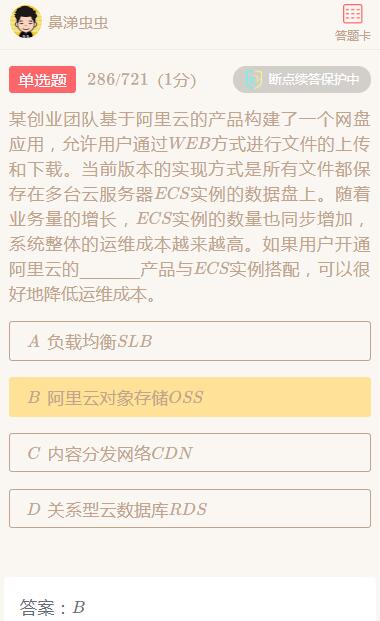 鼻涕虫虫
答题卡
单选题 286/721 (1分) 断点续答保护中
某创业团队基于阿里云的产品构建了一个网盘
应用，允许用户通过WEB方式进行文件的上传
和下载。当前版本的实现方式是所有文件都保
存在多台云服务器ECS实例的数据盘上。随着
业务量的增长，ECS实例的数量也同步增加，
系统整体的运维成本越来越高。如果用户开通
阿里云的_______产品与ECS实例搭配，可以很
好地降低运维成本。
A 负载均衡SLB
B 阿里云对象存储OSS
C 内容分发网络CDN
D 关系型云数据库RDS
答案：B